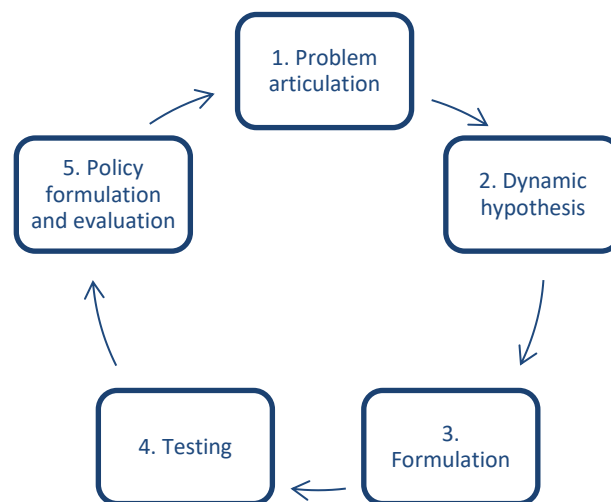 1. Problem
articulation
2. Dynamic
hypothesis
3.
Formulation
4. Testing
5. Policy
formulation
and evaluation